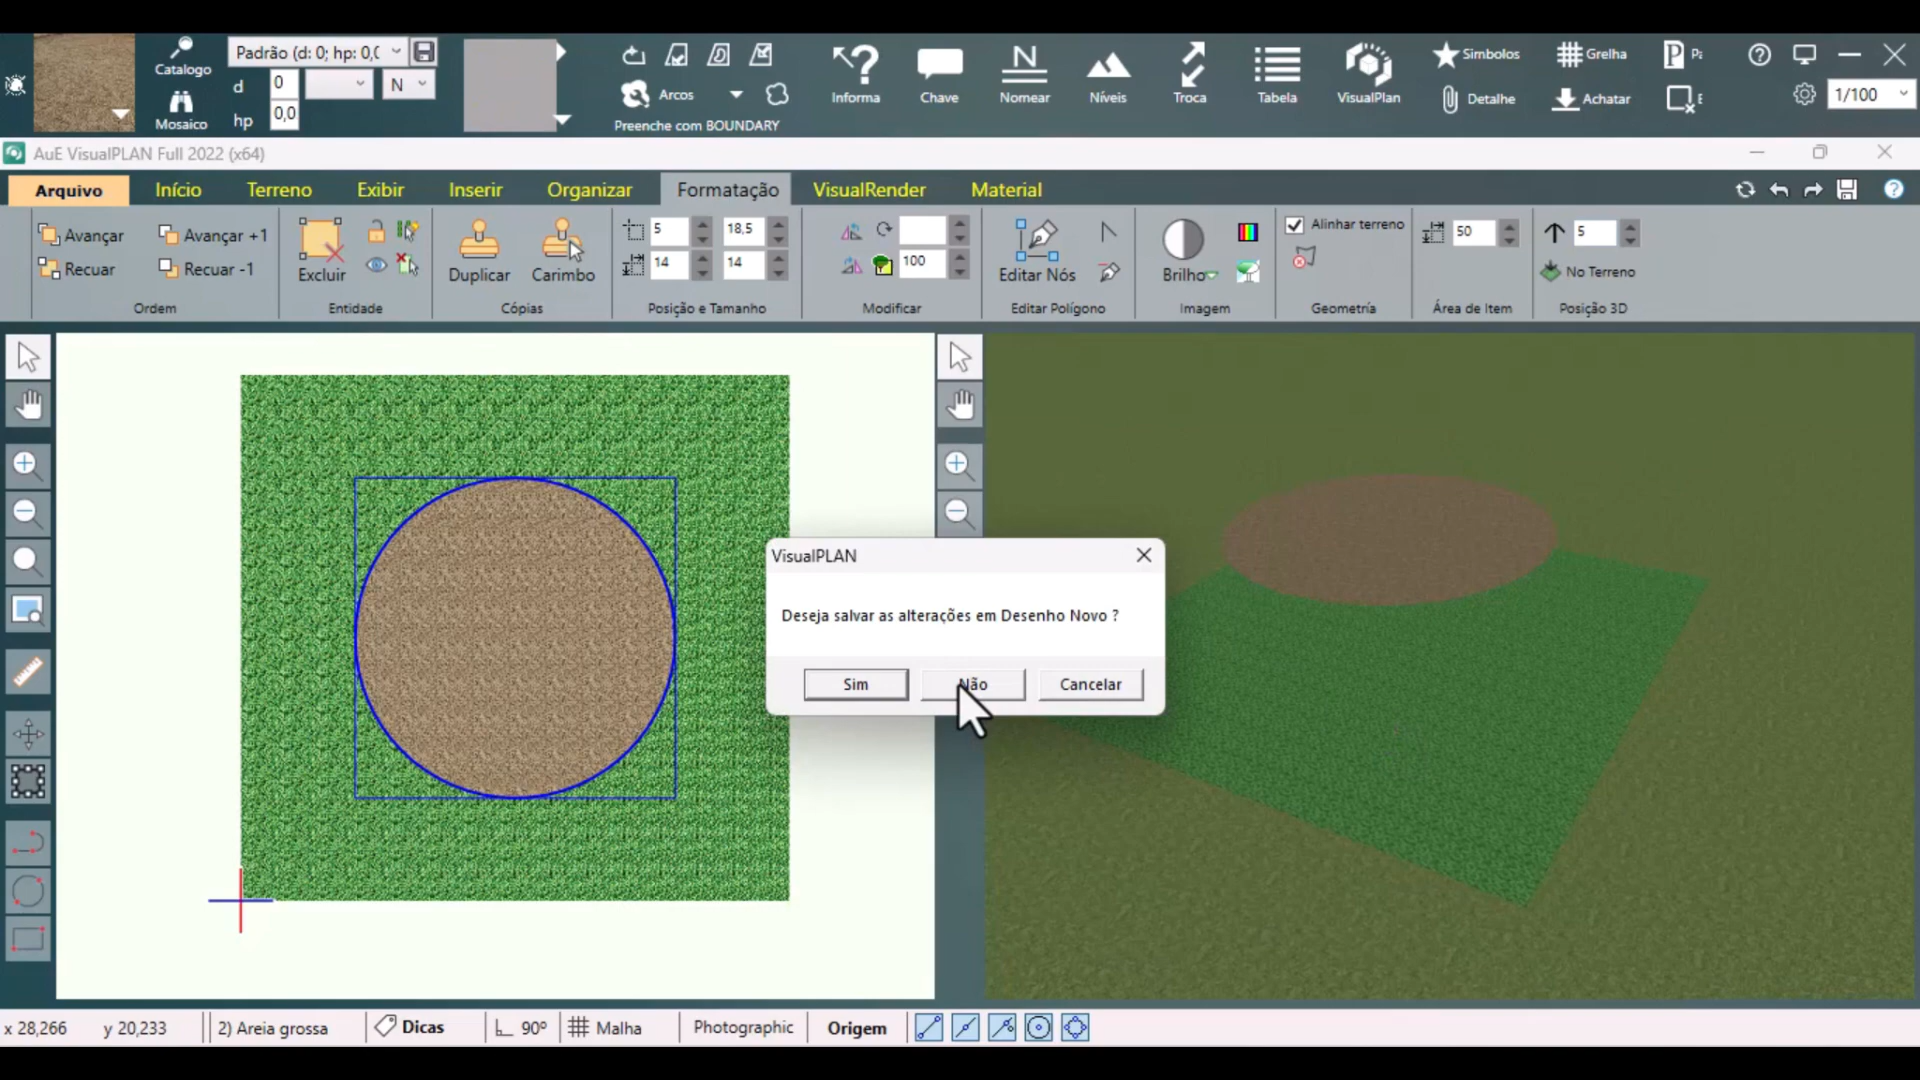 Catalogo
Mosaico
Padrão (d: 0; hp: 0,(
d 0
N
hp 0,0
Arcos
Preenche com BOUNDARY
Informa
Chave
Nomear
Níveis
Troca
Tabela
VisualPlan
Simbolos
Detalhe
Grelha
Achatar
1/100
AuE VisualPLAN Full 2022 (x64)
Arquivo Início Terreno Exibir Inserir Organizar Formatação VisualRender Material
Avançar Avançar +1
Recuar Recuar -1
Ordem
Excluir
Entidade
Duplicar Carimbo
Cópias
5 18,5
14 14
Posição e Tamanho
100
Modificar
Editar Nós
Editar Polígono
Brilho
Imagem
Alinhar terreno
Geometría
50
Área de Item
5
No Terreno
Posição 3D
VisualPLAN
Deseja salvar as alterações em Desenho Novo ?
Sim Não Cancelar
x 28,266 y 20,233 2) Areia grossa Dicas 90º Malha Photographic Origem